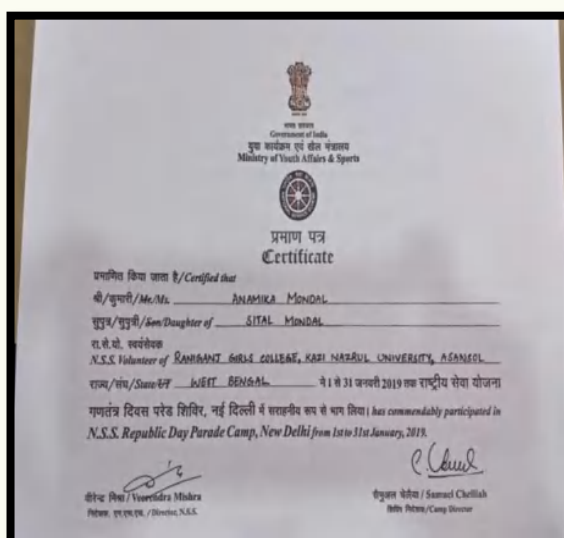 भारत सरकार
Government of India
युवा कार्यक्रम एवं खेल मंत्रालय
Ministry of Youth Affairs & Sports
प्रमाण पत्र
Certificate
प्रमाणित किया जाता है/Certified that
श्री/कुमारी/Mr./Ms. ANAMIKA MONDAL
सुपुत्र/सुपुत्री/Son/Daughter of SITAL MONDAL
रा.से.यो. स्वयंसेवक
N.S.S. Volunteer of RANIGANJ GIRLS COLLEGE, KAZI NAZRUL UNIVERSITY, ASANSOL
राज्य/संघ/State/UT WEST BENGAL ने 1 से 31 जनवरी 2019 तक राष्ट्रीय सेवा योजना
गणतंत्र दिवस परेड शिविर, नई दिल्ली में सराहनीय रूप से भाग लिया। has commendably participated in
N.S.S. Republic Day Parade Camp, New Delhi from 1st to 31st January, 2019.
वीरेन्द्र मिश्रा / Veerendra Mishra
निदेशक, एन.एस.एस. / Director, N.S.S.
सैमुअल चेलैया / Samuel Chelliah
शिविर निदेशक/Camp Director